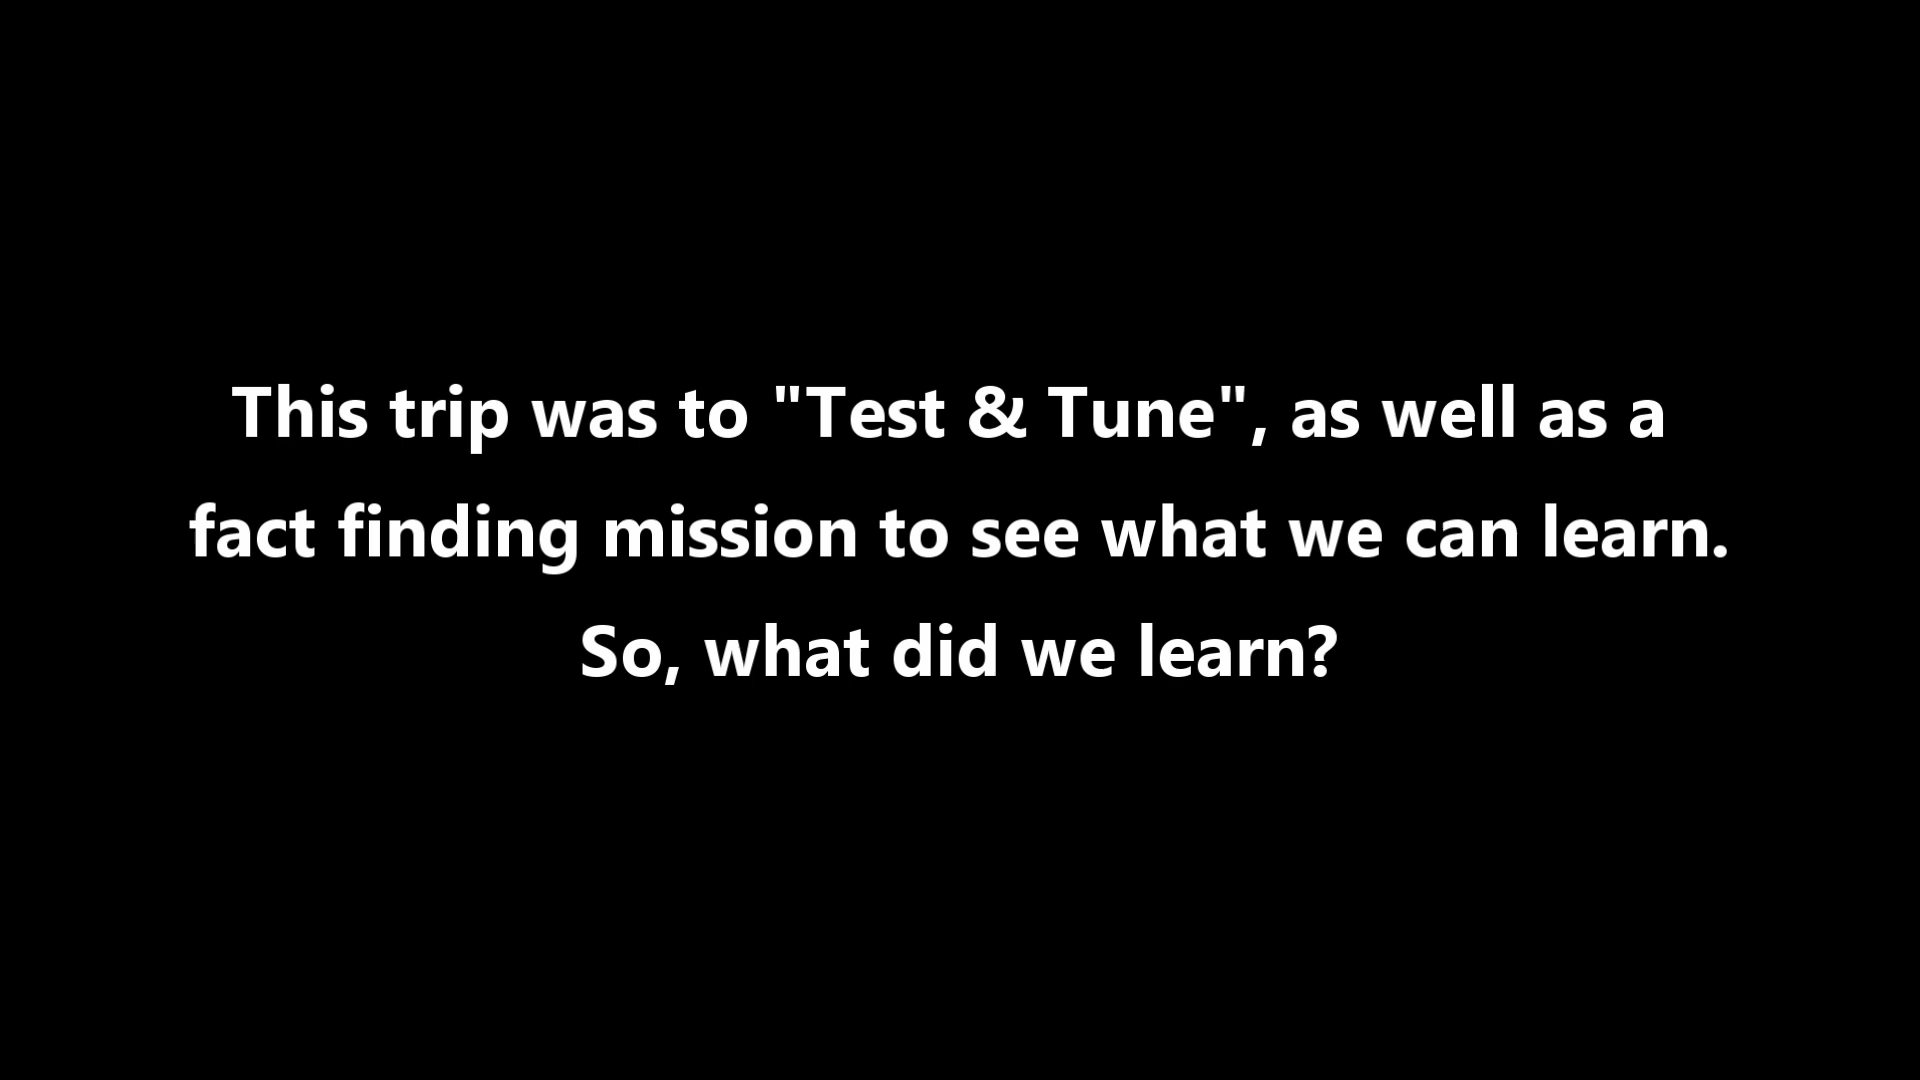 This trip was to "Test & Tune", as well as a
fact finding mission to see what we can learn.
So, what did we learn?